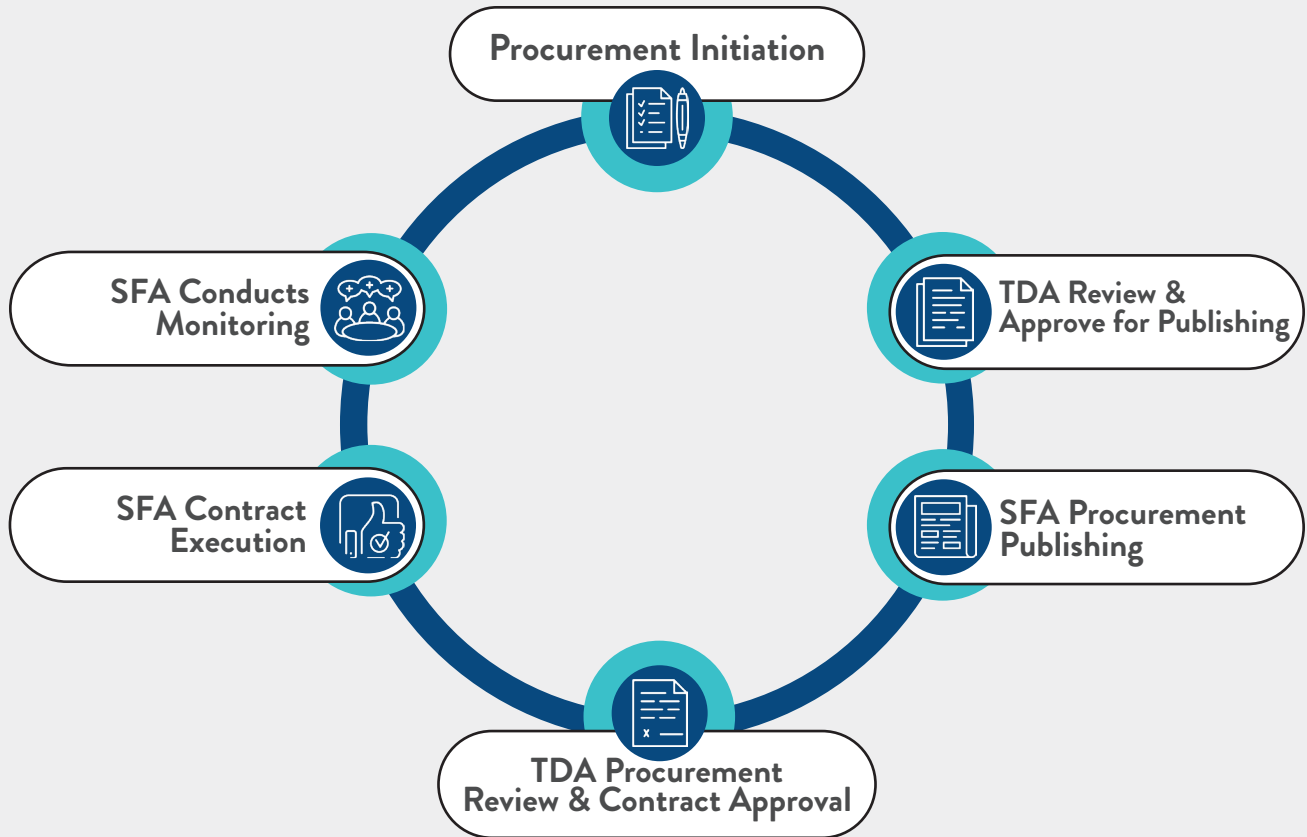 Procurement Initiation
TDA Review &
Approve for Publishing
SFA Procurement
Publishing
TDA Procurement
Review & Contract Approval
SFA Contract
Execution
SFA Conducts
Monitoring